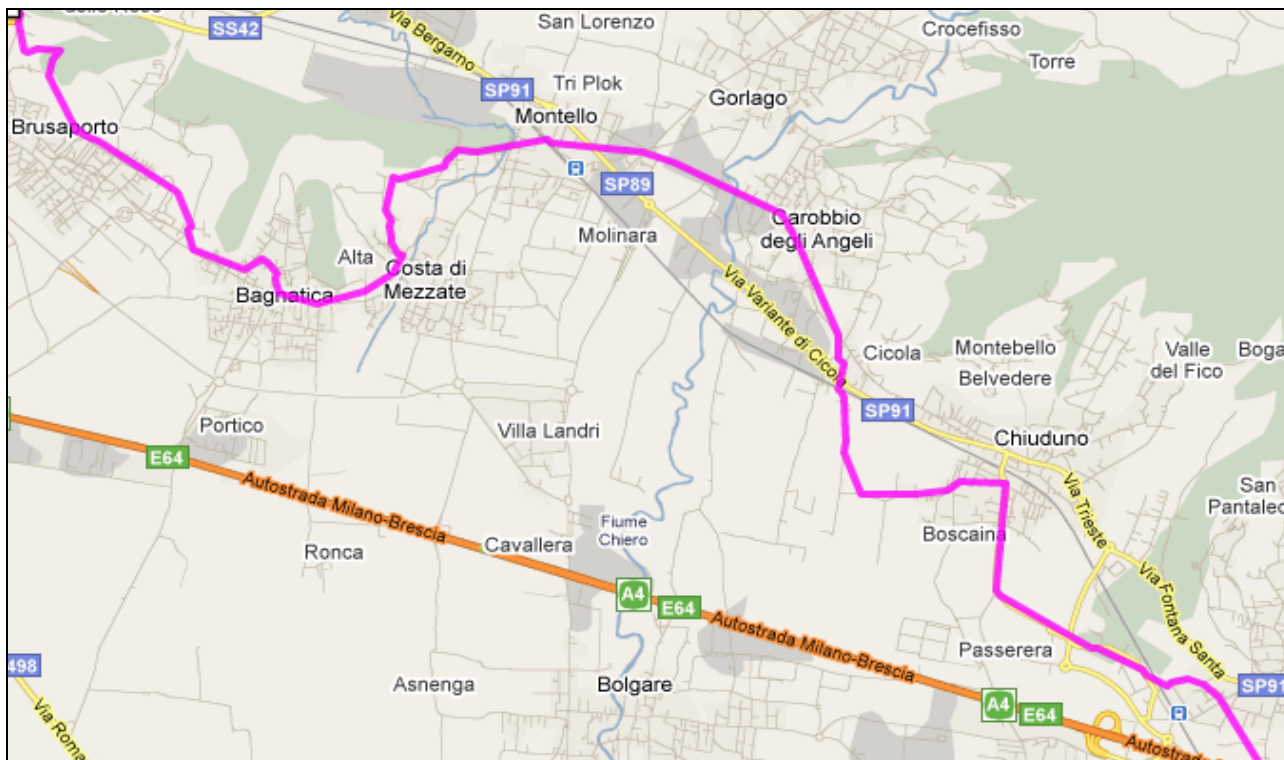 SS42
Via Bergamo
San Lorenzo
Crocefisso
Torre
Tri Plok
SP91
Gorlago
Montello
Brusaporto
SP89
Carobbio
degli Angeli
Molinara
Alta
Costa di
Mezzate
Bagnatica
Via Variante di Cicola
Cicola
Montebello
Belvedere
Valle
del Fico
Boga
SP91
Portico
Villa Landri
Chiuduno
E64
Autostrada Milano-Brescia
Via Trieste
San
Pantaleo
Fiume
Chiero
Boscaina
Ronca
Cavallera
Via Fontana Santa
A4
E64
Autostrada Milano-Brescia
Passerera
498
Asnenga
Bolgare
SP91
Via Roma
A4
E64